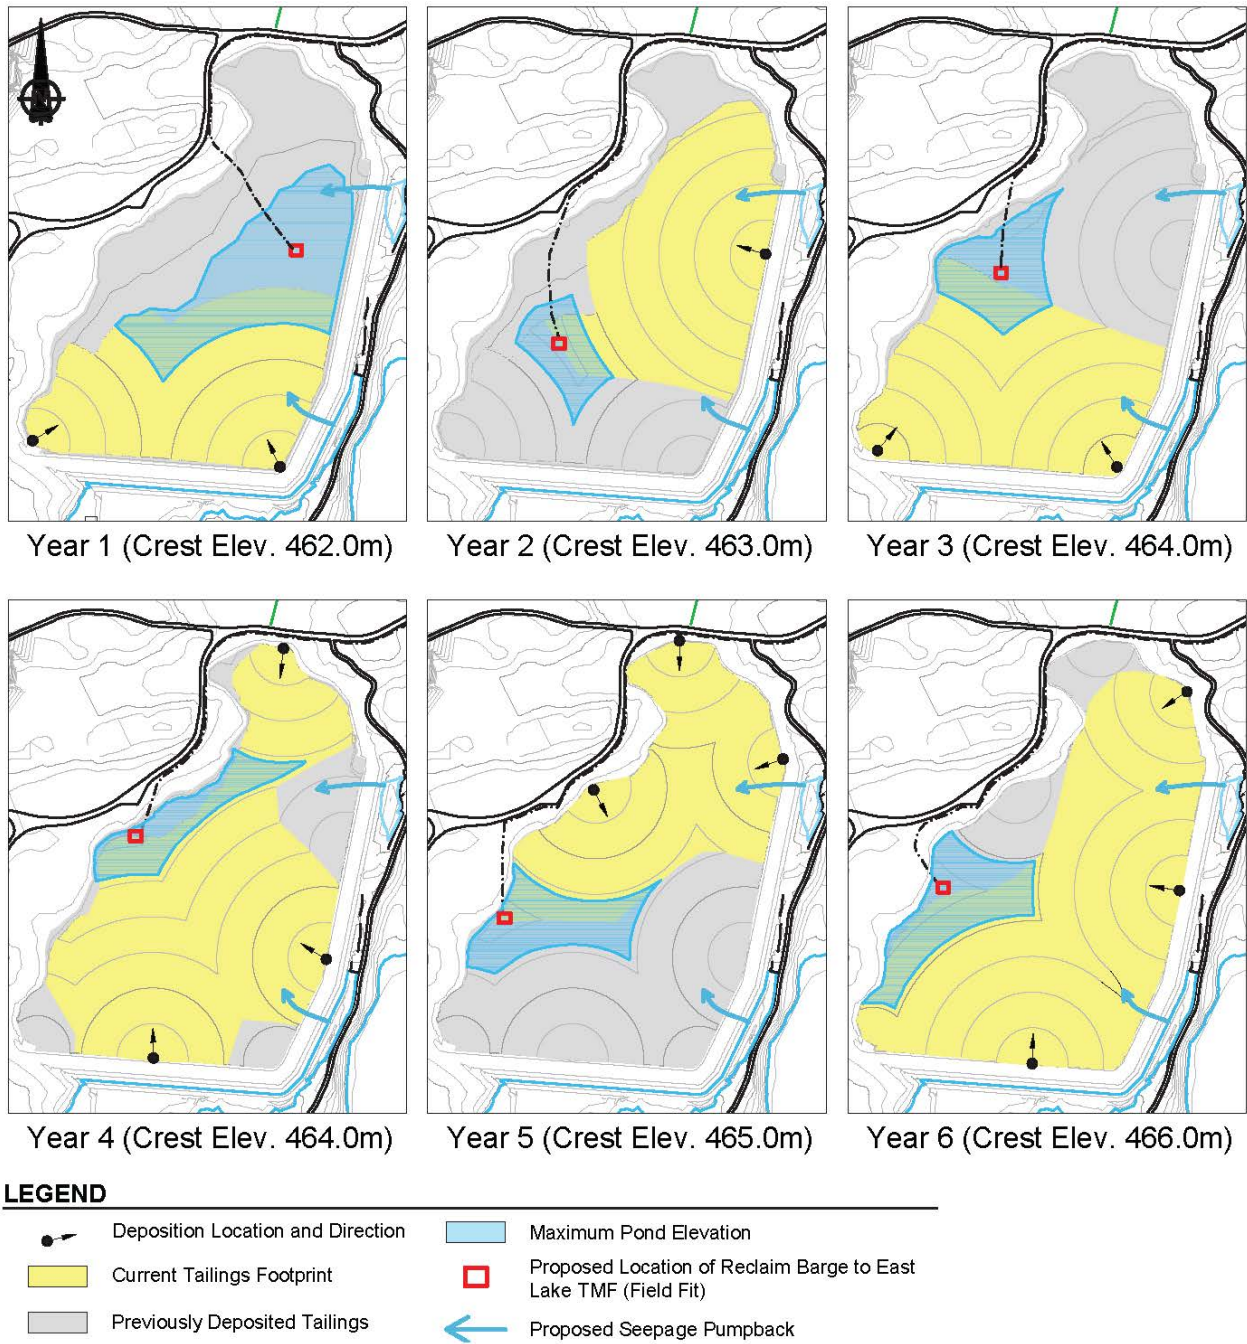 Year 1 (Crest Elev. 462.0m)
Year 2 (Crest Elev. 463.0m)
Year 3 (Crest Elev. 464.0m)
Year 4 (Crest Elev. 464.0m)
Year 5 (Crest Elev. 465.0m)
Year 6 (Crest Elev. 466.0m)
LEGEND
Deposition Location and Direction
Current Tailings Footprint
Previously Deposited Tailings
Maximum Pond Elevation
Proposed Location of Reclaim Barge to East
Lake TMF (Field Fit)
Proposed Seepage Pumpback